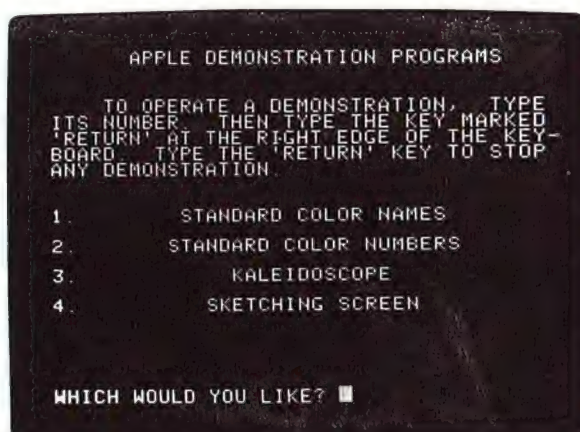 APPLE DEMONSTRATION PROGRAMS
TO OPERATE A DEMONSTRATION, TYPE
ITS NUMBER. THEN TYPE THE KEY MARKED
'RETURN' AT THE RIGHT EDGE OF THE KEY-
BOARD. TYPE THE 'RETURN' KEY TO STOP
ANY DEMONSTRATION.
1. STANDARD COLOR NAMES
2. STANDARD COLOR NUMBERS
3. KALEIDOSCOPE
4. SKETCHING SCREEN
WHICH WOULD YOU LIKE?